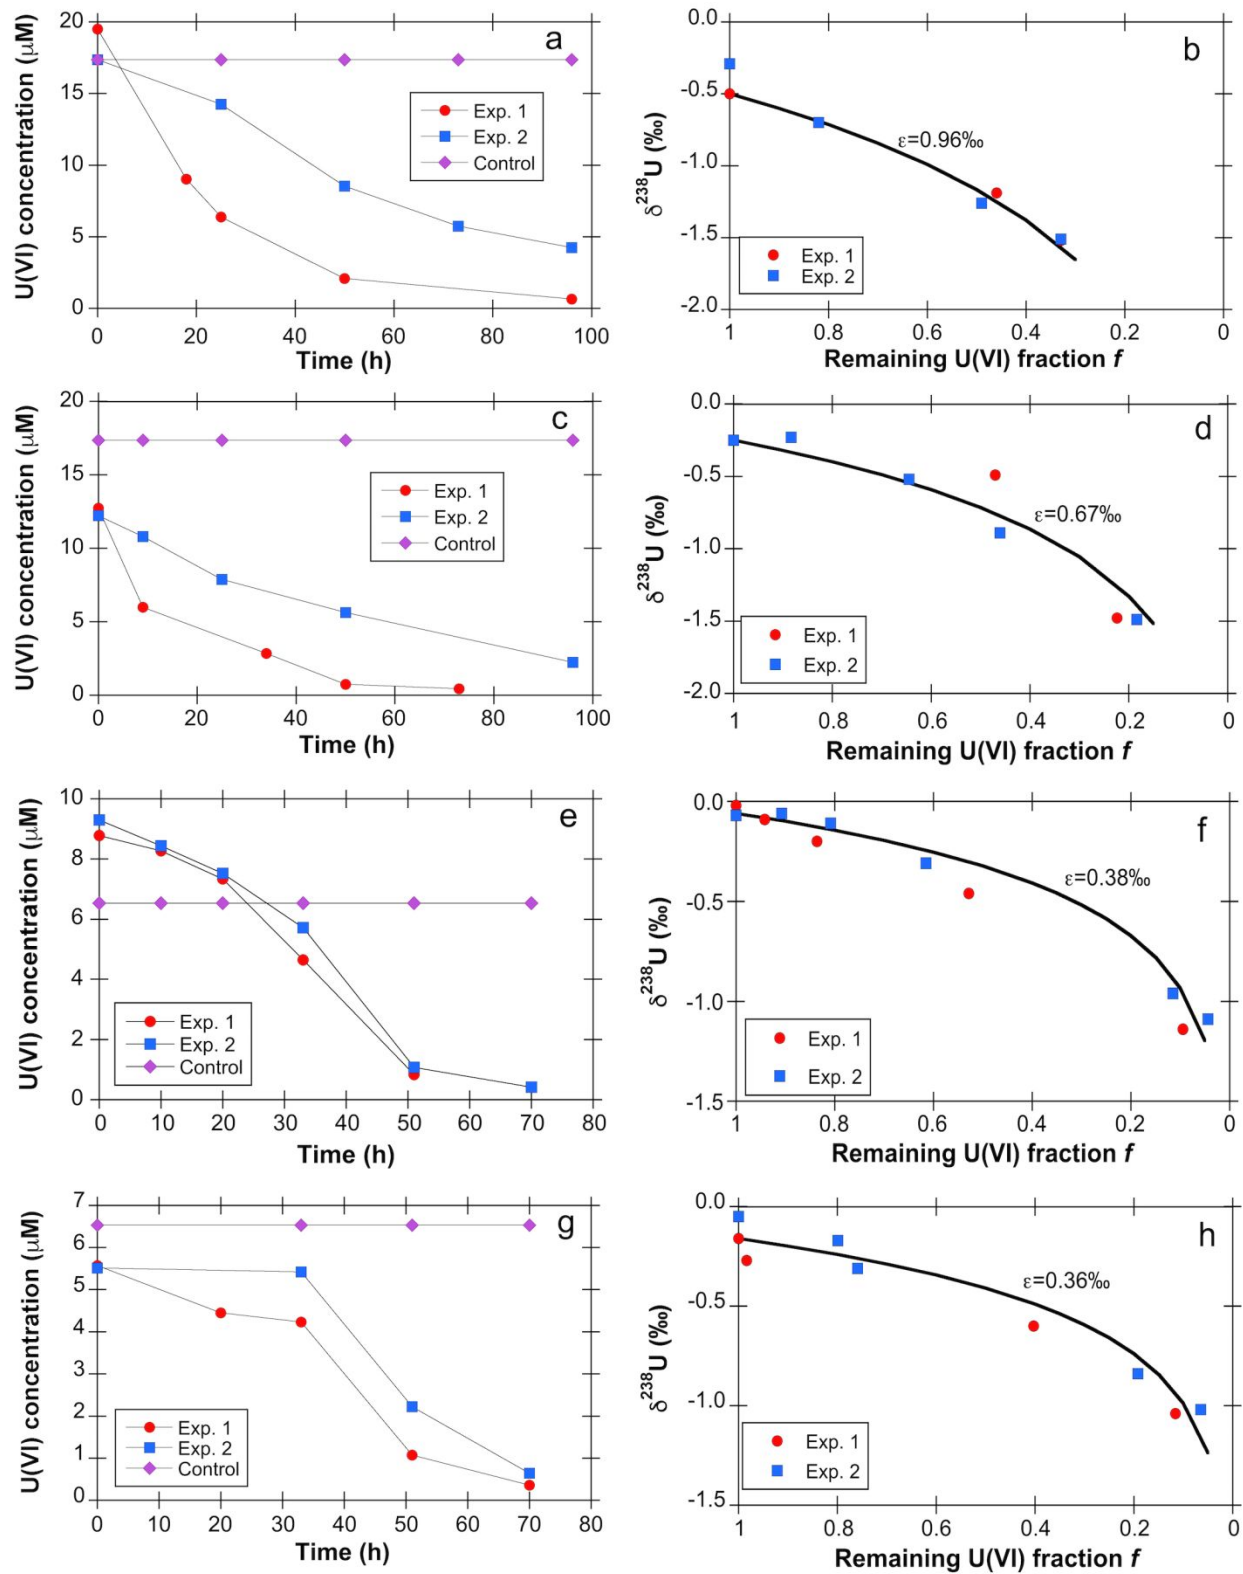 a
U(VI) concentration (μM)
20
15
10
5
0
Exp. 1
Exp. 2
Control
0 20 40 60 80 100
Time (h)
b
δ238U (‰)
0.0
-0.5
-1.0
-1.5
-2.0
ε=0.96‰
Exp. 1
Exp. 2
1 0.8 0.6 0.4 0.2 0
Remaining U(VI) fraction f
c
U(VI) concentration (μM)
20
15
10
5
0
Exp. 1
Exp. 2
Control
0 20 40 60 80 100
Time (h)
d
δ238U (‰)
0.0
-0.5
-1.0
-1.5
-2.0
ε=0.67‰
Exp. 1
Exp. 2
1 0.8 0.6 0.4 0.2 0
Remaining U(VI) fraction f
e
U(VI) concentration (μM)
10
8
6
4
2
0
Exp. 1
Exp. 2
Control
0 10 20 30 40 50 60 70 80
Time (h)
f
δ238U (‰)
0.0
-0.5
-1.0
-1.5
ε=0.38‰
Exp. 1
Exp. 2
1 0.8 0.6 0.4 0.2 0
Remaining U(VI) fraction f
g
U(VI) concentration (μM)
7
6
5
4
3
2
1
0
Exp. 1
Exp. 2
Control
0 10 20 30 40 50 60 70 80
Time (h)
h
δ238U (‰)
0.0
-0.5
-1.0
-1.5
ε=0.36‰
Exp. 1
Exp. 2
1 0.8 0.6 0.4 0.2 0
Remaining U(VI) fraction f